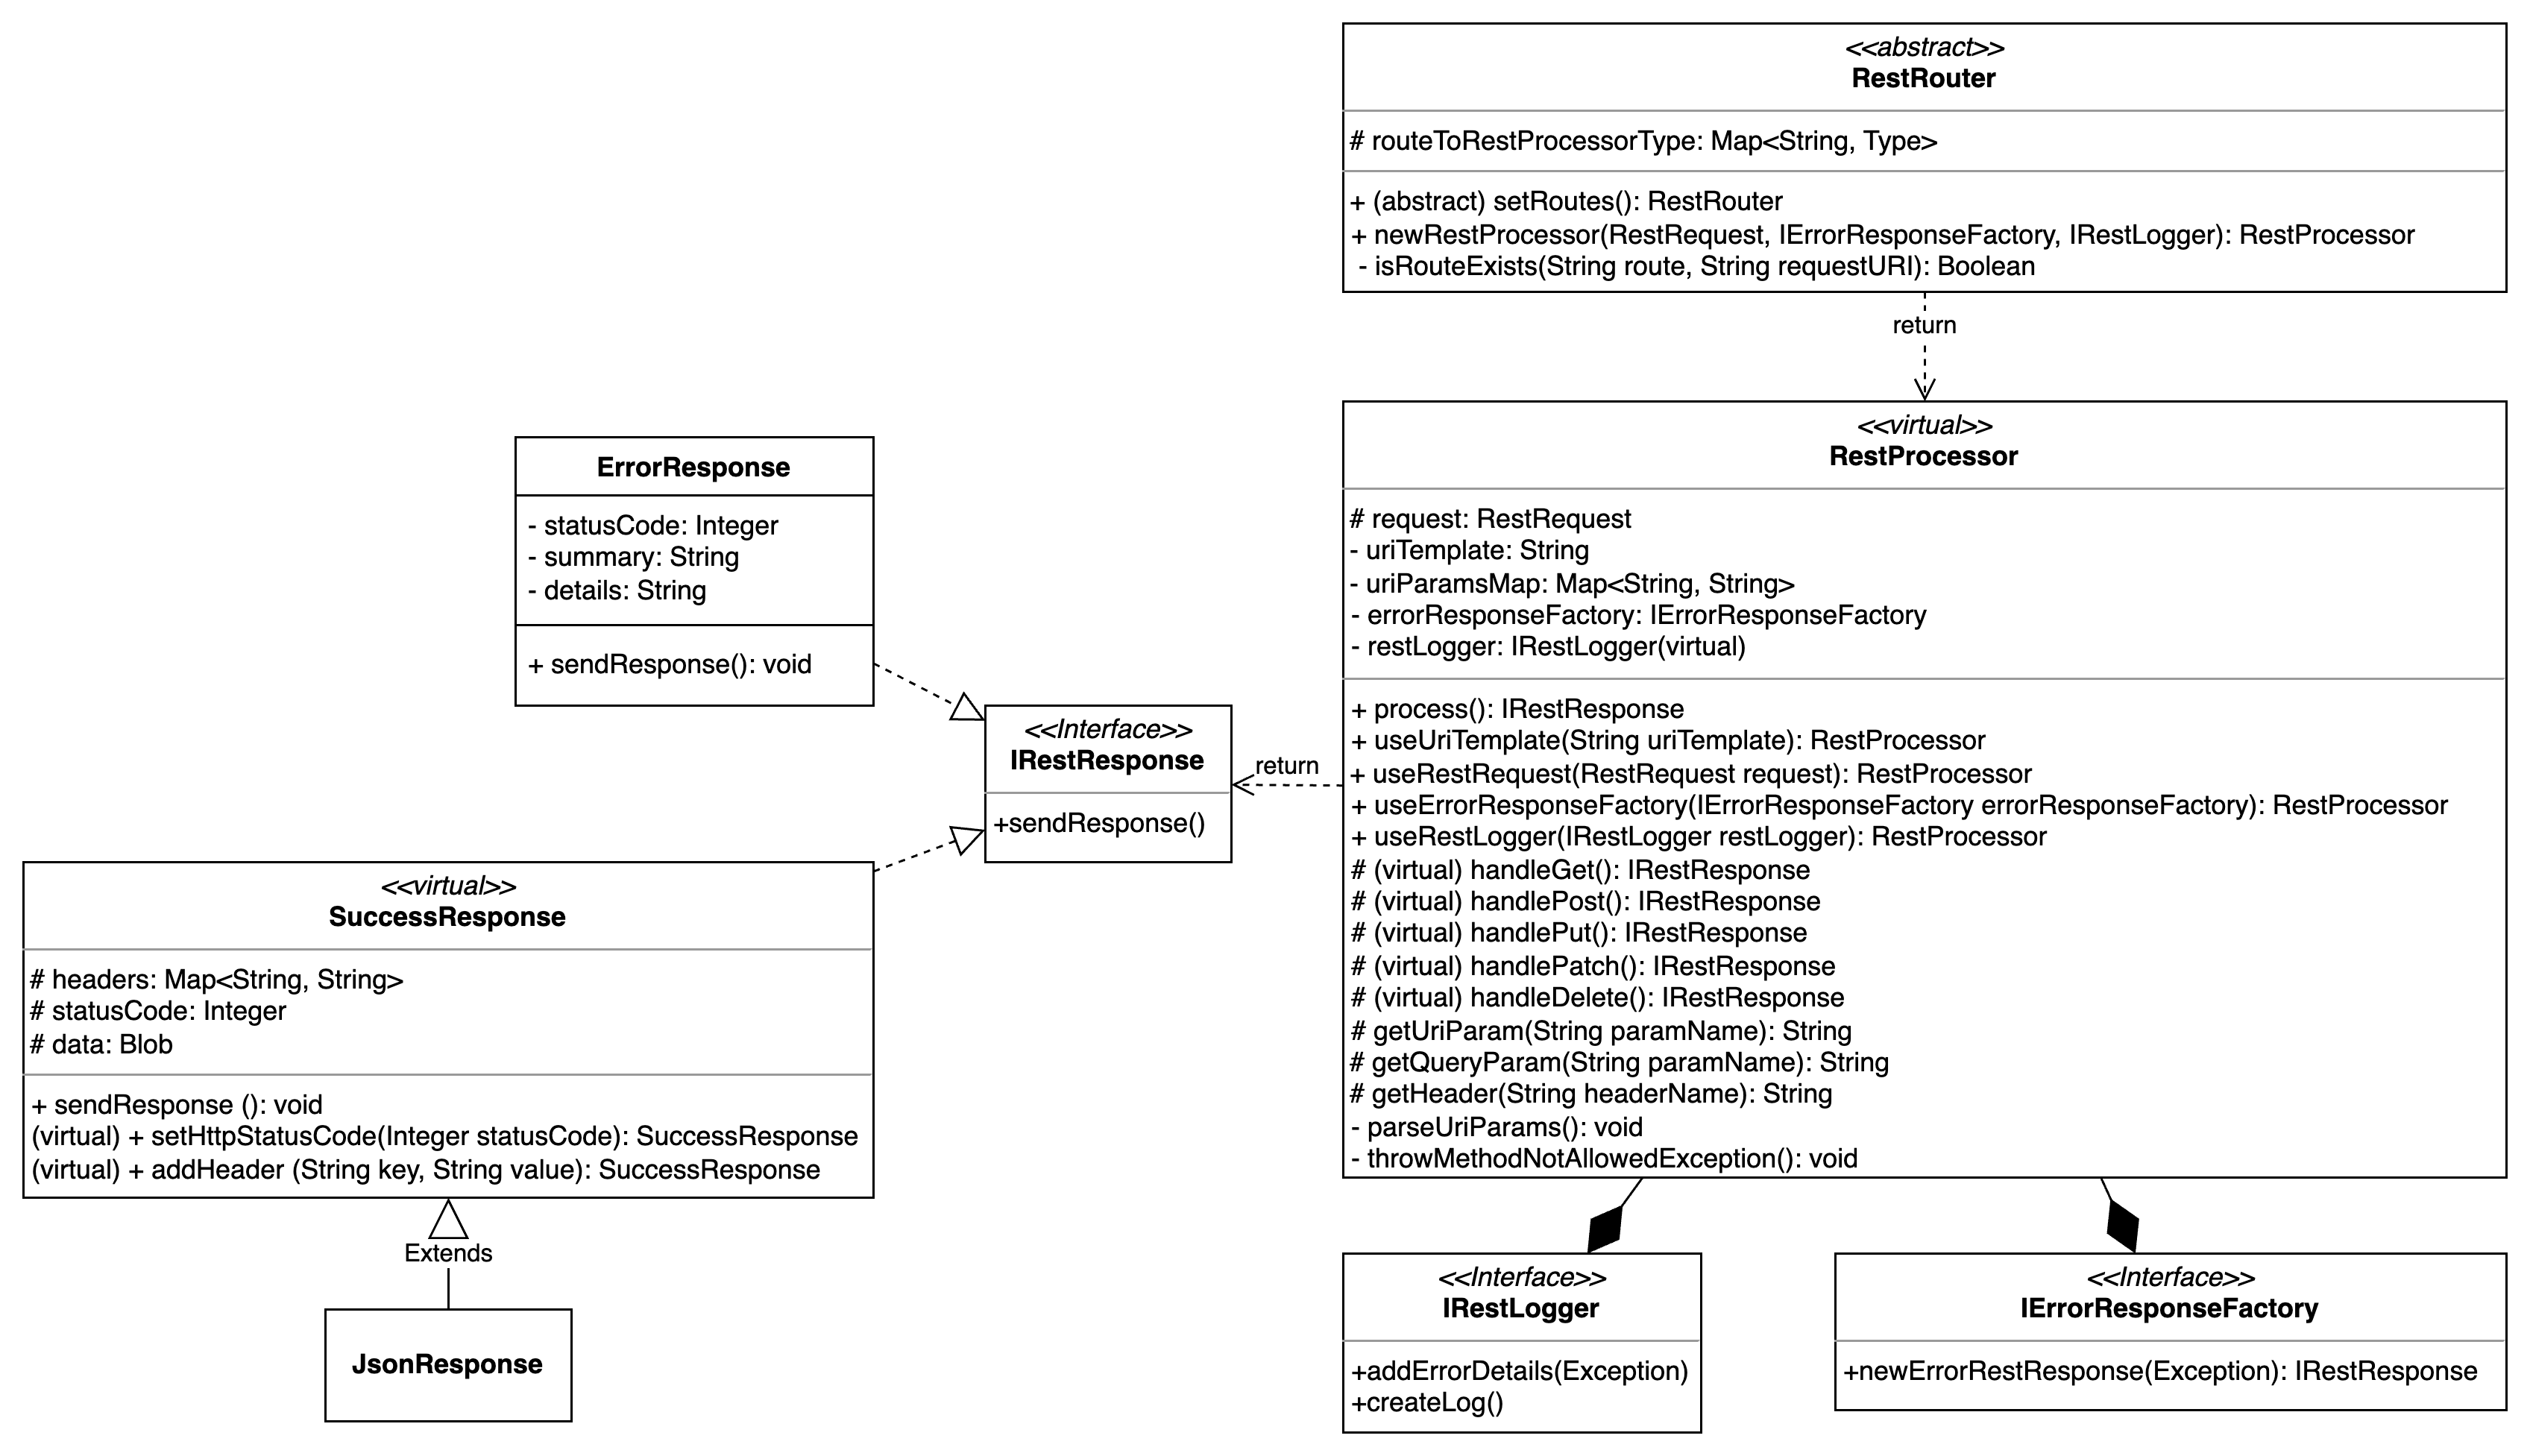 <<abstract>>
RestRouter
# routeToRestProcessorType: Map<String, Type>
+ (abstract) setRoutes(): RestRouter
+ newRestProcessor(RestRequest, IErrorResponseFactory, IRestLogger): RestProcessor
- isRouteExists(String route, String requestURI): Boolean
return
<<virtual>>
RestProcessor
# request: RestRequest
- uriTemplate: String
- uriParamsMap: Map<String, String>
- errorResponseFactory: IErrorResponseFactory
- restLogger: IRestLogger(virtual)
+ process(): IRestResponse
+ useUriTemplate(String uriTemplate): RestProcessor
+ useRestRequest(RestRequest request): RestProcessor
+ useErrorResponseFactory(IErrorResponseFactory errorResponseFactory): RestProcessor
+ useRestLogger(IRestLogger restLogger): RestProcessor
# (virtual) handleGet(): IRestResponse
# (virtual) handlePost(): IRestResponse
# (virtual) handlePut(): IRestResponse
# (virtual) handlePatch(): IRestResponse
# (virtual) handleDelete(): IRestResponse
# getUriParam(String paramName): String
# getQueryParam(String paramName): String
# getHeader(String headerName): String
- parseUriParams(): void
- throwMethodNotAllowedException(): void
return
ErrorResponse
- statusCode: Integer
- summary: String
- details: String
+ sendResponse(): void
<<Interface>>
IRestResponse
+sendResponse()
<<virtual>>
SuccessResponse
# headers: Map<String, String>
# statusCode: Integer
# data: Blob
+ sendResponse (): void
(virtual) + setHttpStatusCode(Integer statusCode): SuccessResponse
(virtual) + addHeader (String key, String value): SuccessResponse
Extends
JsonResponse
<<Interface>>
IRestLogger
+addErrorDetails(Exception)
+createLog()
<<Interface>>
IErrorResponseFactory
+newErrorRestResponse(Exception): IRestResponse